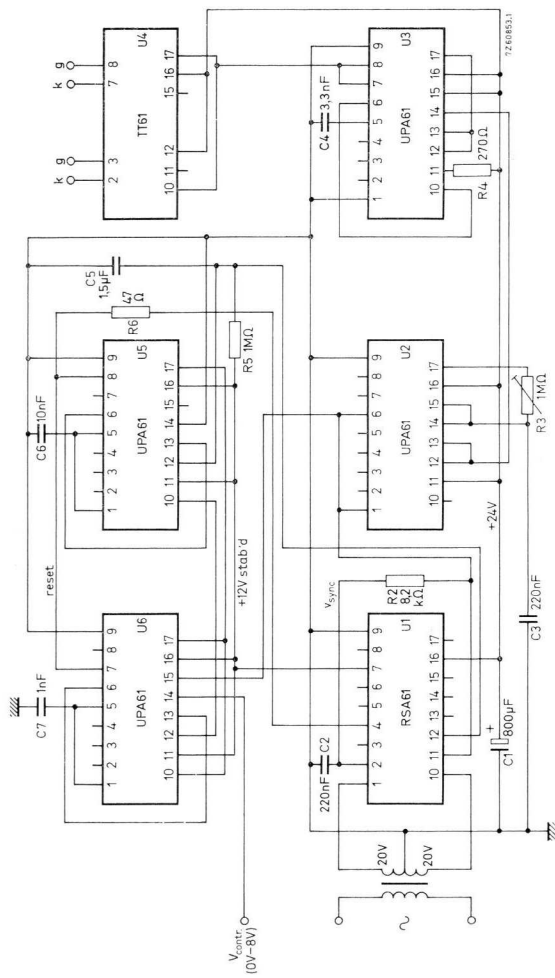 k g k g
2 3 7 8
TT61
U4
10 11 12 15 16 17
C4 3,3nF
1 2 3 4 5 6 7 8 9
UPA61
U3
10 11 12 13 14 15 16 17
R4 270Ω
7Z60853.1
C5
1,5µF
R6 47 Ω
C6 10nF
1 2 3 4 5 6 7 8 9
UPA61
U5
10 11 12 13 14 15 16 17
R5 1MΩ
1 2 3 4 5 6 7 8 9
UPA61
U2
10 11 12 13 14 15 16 17
+24V
R3 1MΩ
reset
C7 1nF
1 2 3 4 5 6 7 8 9
UPA61
U6
10 11 12 13 14 15 16 17
+12V stab'd
Vsync
R2
8,2
kΩ
220nF C2
1 2 3 4 5 6 7 8 9
RSA61
U1
10 11 12 13 14 15 16 17
C1 800µF
+
C3 220nF
Vcontr.
(0V-8V)
20V
20V